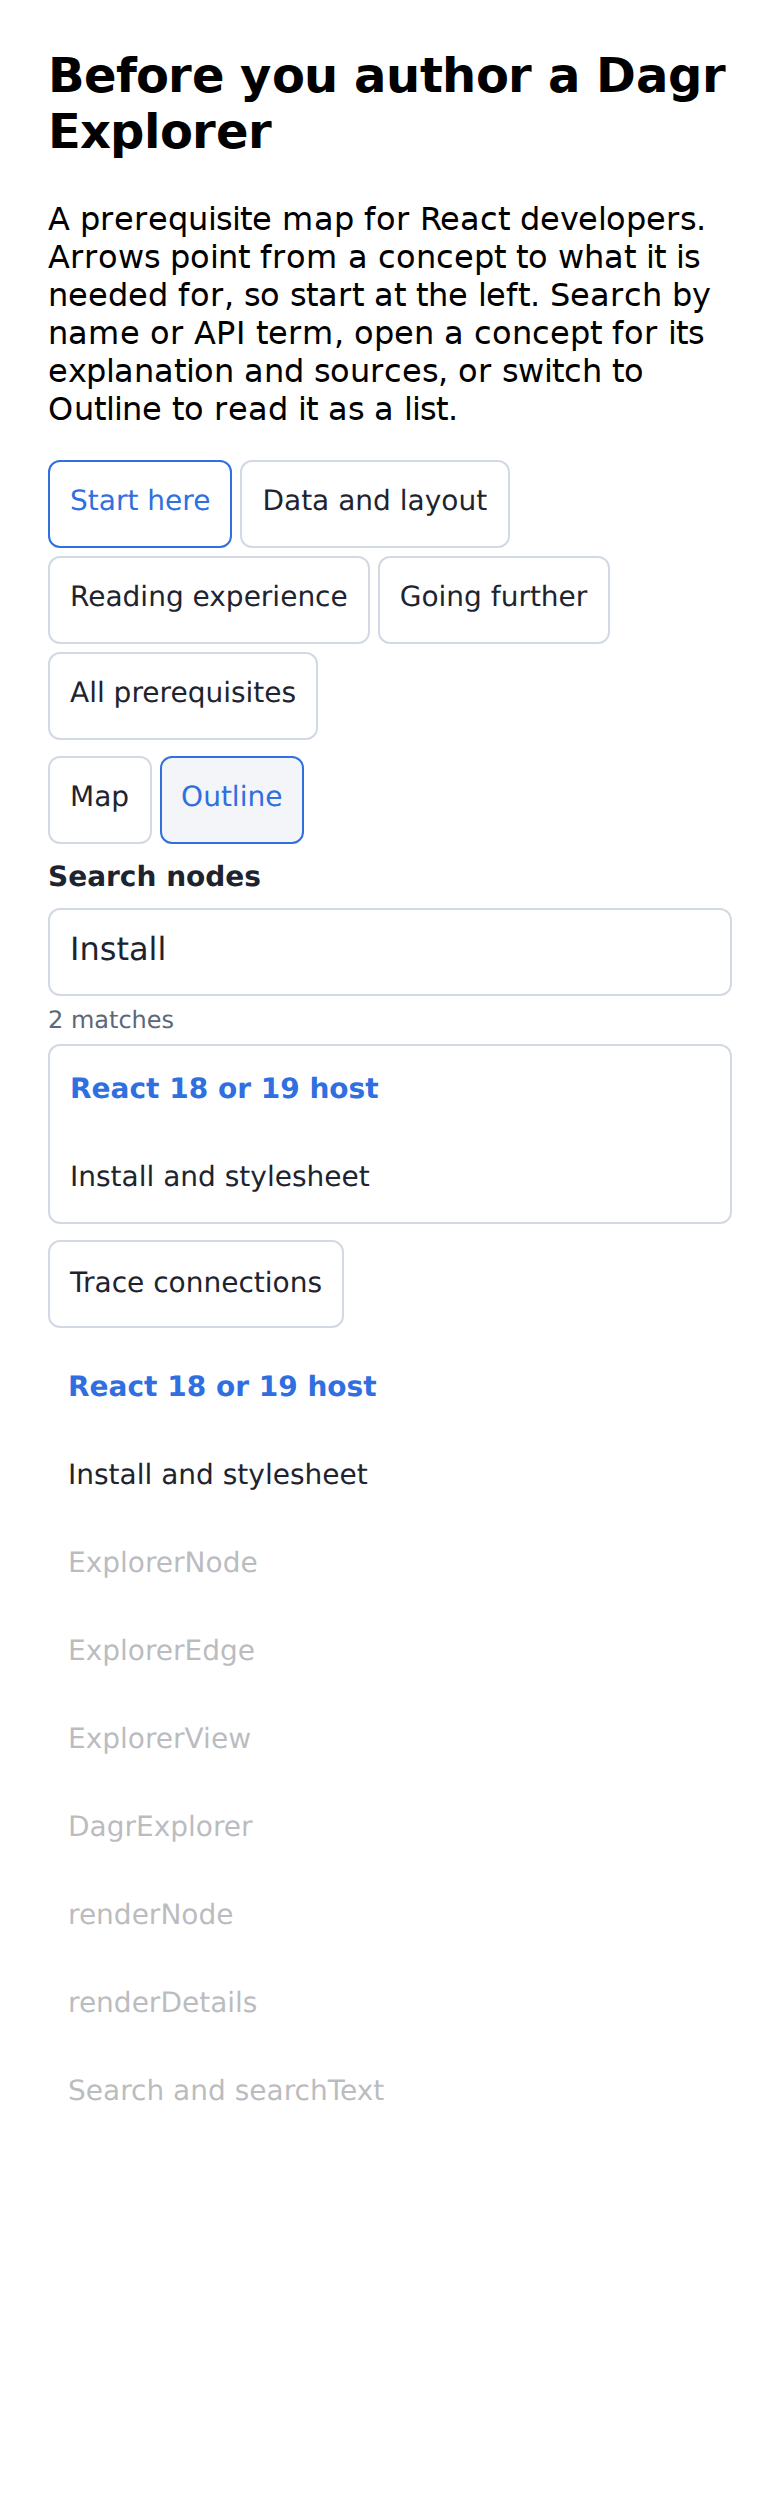 Before you author a Dagr
Explorer
A prerequisite map for React developers.
Arrows point from a concept to what it is
needed for, so start at the left. Search by
name or API term, open a concept for its
explanation and sources, or switch to
Outline to read it as a list.
Start here
Data and layout
Reading experience
Going further
All prerequisites
Map
Outline
Search nodes
Install
2 matches
React 18 or 19 host
Install and stylesheet
Trace connections
React 18 or 19 host
Install and stylesheet
ExplorerNode
ExplorerEdge
ExplorerView
DagrExplorer
renderNode
renderDetails
Search and searchText